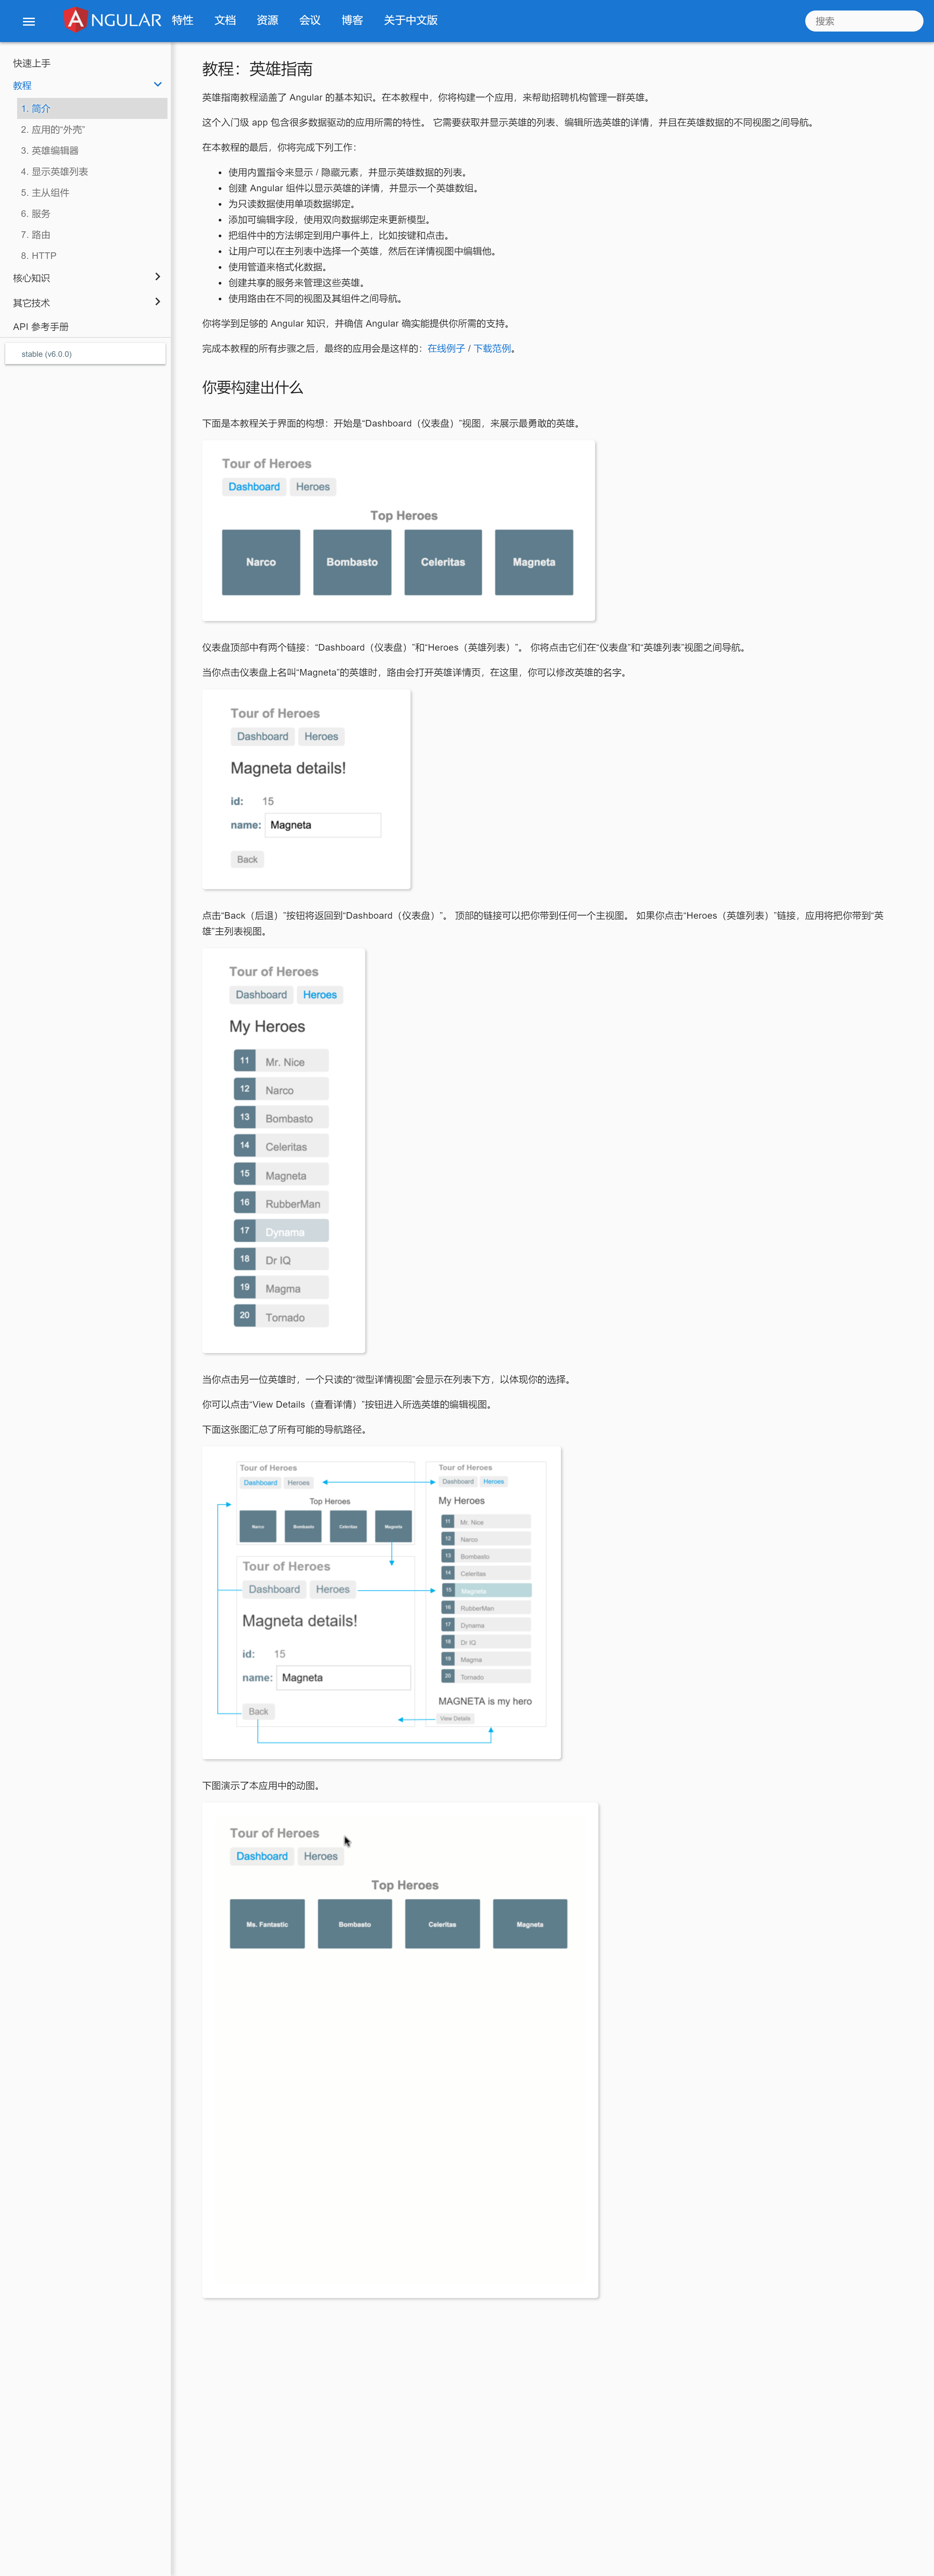 ANGULAR 特性 文档 资源 会议 博客 关于中文版 搜索
快速上手
教程
1. 简介
2. 应用的“外壳”
3. 英雄编辑器
4. 显示英雄列表
5. 主从组件
6. 服务
7. 路由
8. HTTP
核心知识
其它技术
API 参考手册
stable (v6.0.0)
教程：英雄指南
英雄指南教程涵盖了 Angular 的基本知识。在本教程中，你将构建一个应用，来帮助招聘机构管理一群英雄。
这个入门级 app 包含很多数据驱动的应用所需的特性。 它需要获取并显示英雄的列表、编辑所选英雄的详情，并且在英雄数据的不同视图之间导航。
在本教程的最后，你将完成下列工作：
• 使用内置指令来显示 / 隐藏元素，并显示英雄数据的列表。
• 创建 Angular 组件以显示英雄的详情，并显示一个英雄数组。
• 为只读数据使用单项数据绑定。
• 添加可编辑字段，使用双向数据绑定来更新模型。
• 把组件中的方法绑定到用户事件上，比如按键和点击。
• 让用户可以在主列表中选择一个英雄，然后在详情视图中编辑他。
• 使用管道来格式化数据。
• 创建共享的服务来管理这些英雄。
• 使用路由在不同的视图及其组件之间导航。
你将学到足够的 Angular 知识，并确信 Angular 确实能提供你所需的支持。
完成本教程的所有步骤之后，最终的应用会是这样的：在线例子 / 下载范例。
你要构建出什么
下面是本教程关于界面的构想：开始是“Dashboard（仪表盘）”视图，来展示最勇敢的英雄。
Tour of Heroes
Dashboard Heroes
Top Heroes
Narco Bombasto Celeritas Magneta
仪表盘顶部中有两个链接：“Dashboard（仪表盘）”和“Heroes（英雄列表）”。 你将点击它们在“仪表盘”和“英雄列表”视图之间导航。
当你点击仪表盘上名叫“Magneta”的英雄时，路由会打开英雄详情页，在这里，你可以修改英雄的名字。
Tour of Heroes
Dashboard Heroes
Magneta details!
id: 15
name: Magneta
Back
点击“Back（后退）”按钮将返回到“Dashboard（仪表盘）”。 顶部的链接可以把你带到任何一个主视图。 如果你点击“Heroes（英雄列表）”链接，应用将把你带到“英
雄”主列表视图。
Tour of Heroes
Dashboard Heroes
My Heroes
11 Mr. Nice
12 Narco
13 Bombasto
14 Celeritas
15 Magneta
16 RubberMan
17 Dynama
18 Dr IQ
19 Magma
20 Tornado
当你点击另一位英雄时，一个只读的“微型详情视图”会显示在列表下方，以体现你的选择。
你可以点击“View Details（查看详情）”按钮进入所选英雄的编辑视图。
下面这张图汇总了所有可能的导航路径。
Tour of Heroes
Dashboard Heroes
Top Heroes
Narco Bombasto Celeritas Magneta
Tour of Heroes
Dashboard Heroes
Magneta details!
id: 15
name: Magneta
Back
Tour of Heroes
Dashboard Heroes
My Heroes
11 Mr. Nice
12 Narco
13 Bombasto
14 Celeritas
15 Magneta
16 RubberMan
17 Dynama
18 Dr IQ
19 Magma
20 Tornado
MAGNETA is my hero
View Details
下图演示了本应用中的动图。
Tour of Heroes
Dashboard Heroes
Top Heroes
Ms. Fantastic Bombasto Celeritas Magneta